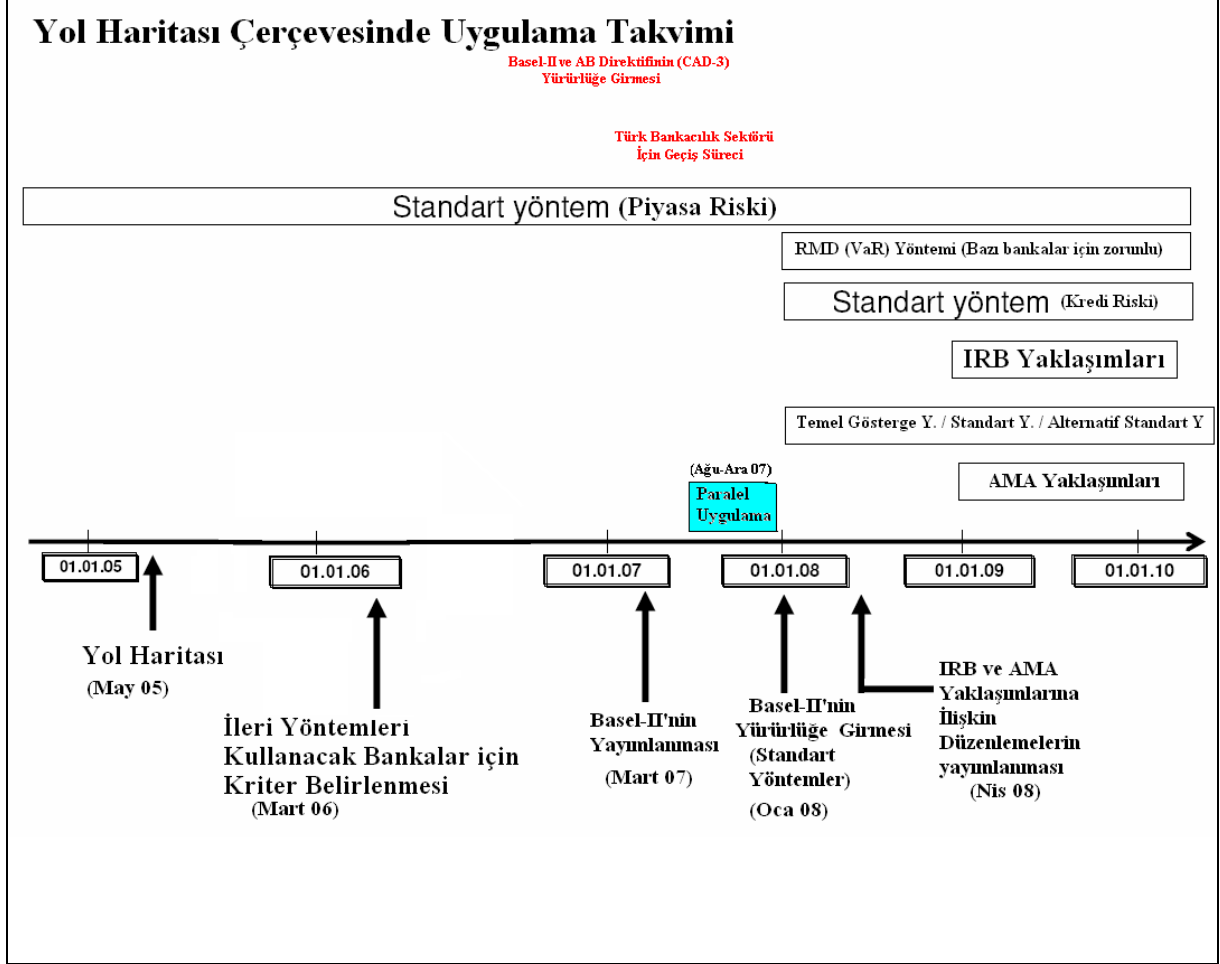 Yol Haritası Çerçevesinde Uygulama Takvimi
Basel-II ve AB Direktifinin (CAD-3)
Yürürlüğe Girmesi
Türk Bankacılık Sektörü
İçin Geçiş Süreci
Standart yöntem (Piyasa Riski)
RMD (VaR) Yöntemi (Bazı bankalar için zorunlu)
Standart yöntem (Kredi Riski)
IRB Yaklaşımları
Temel Gösterge Y. / Standart Y. / Alternatif Standart Y
AMA Yaklaşımları
(Ağu-Ara 07)
Paralel
Uygulama
01.01.05
01.01.06
01.01.07
01.01.08
01.01.09
01.01.10
Yol Haritası
(May 05)
İleri Yöntemleri
Kullanacak Bankalar için
Kriter Belirlenmesi
(Mart 06)
Basel-II'nin
Yayımlanması
(Mart 07)
Basel-II'nin
Yürürlüğe Girmesi
(Standart
Yöntemler)
(Oca 08)
IRB ve AMA
Yaklaşımlarına
İlişkin
Düzenlemelerin
yayımlanması
(Nis 08)